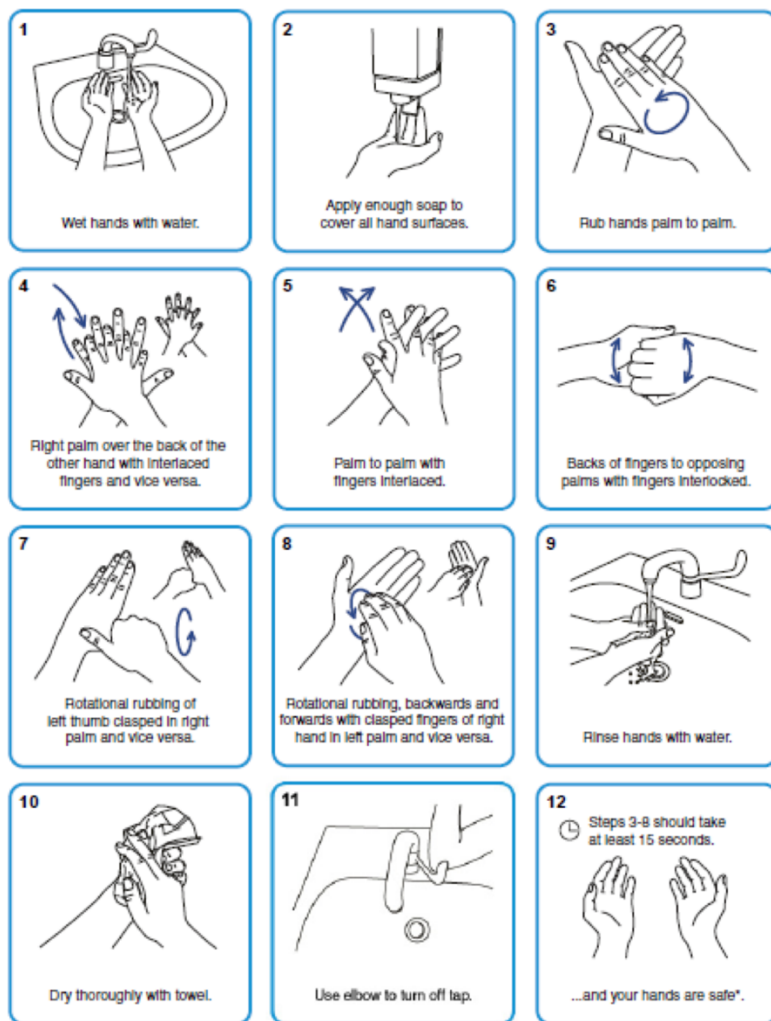 1
Wet hands with water.
2
Apply enough soap to
cover all hand surfaces.
3
Rub hands palm to palm.
4
Right palm over the back of the
other hand with interlaced
fingers and vice versa.
5
Palm to palm with
fingers interlaced.
6
Backs of fingers to opposing
palms with fingers interlocked.
7
Rotational rubbing of
left thumb clasped in right
palm and vice versa.
8
Rotational rubbing, backwards and
forwards with clasped fingers of right
hand in left palm and vice versa.
9
Rinse hands with water.
10
Dry thoroughly with towel.
11
Use elbow to turn off tap.
12
Steps 3-8 should take
at least 15 seconds.
...and your hands are safe*.